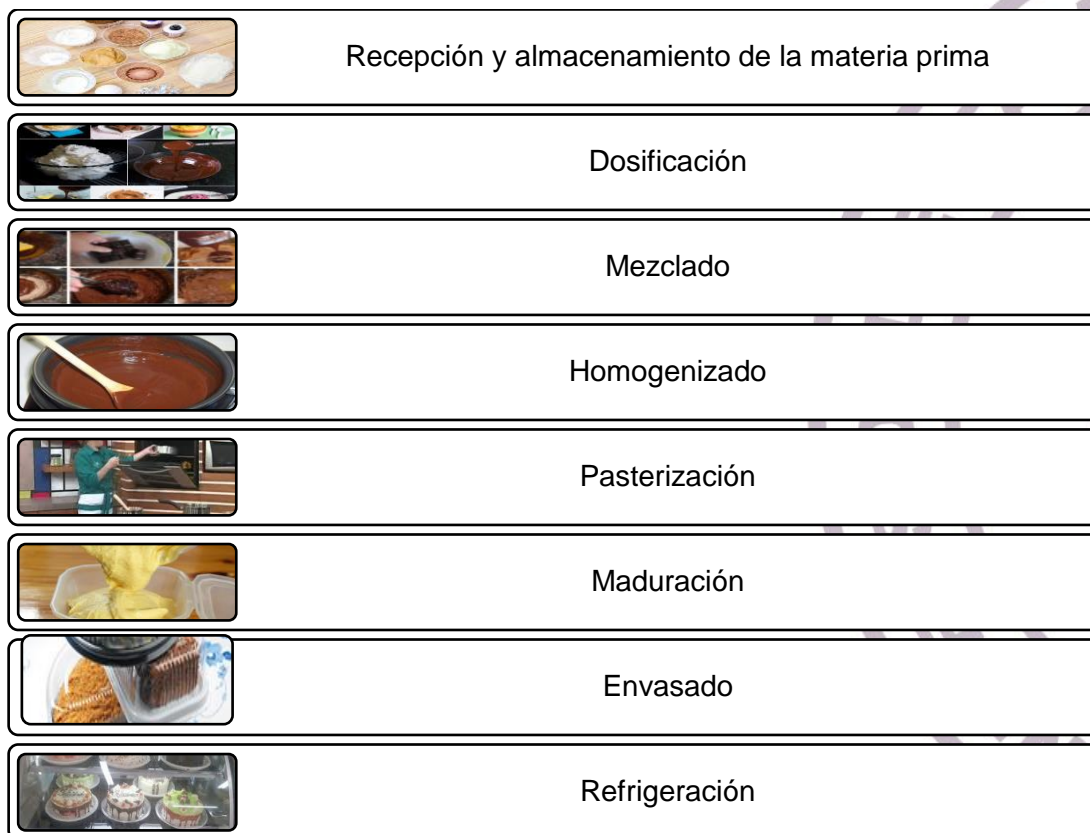 Recepción y almacenamiento de la materia prima
Dosificación
Mezclado
Homogenizado
Pasterización
Maduración
Envasado
Refrigeración